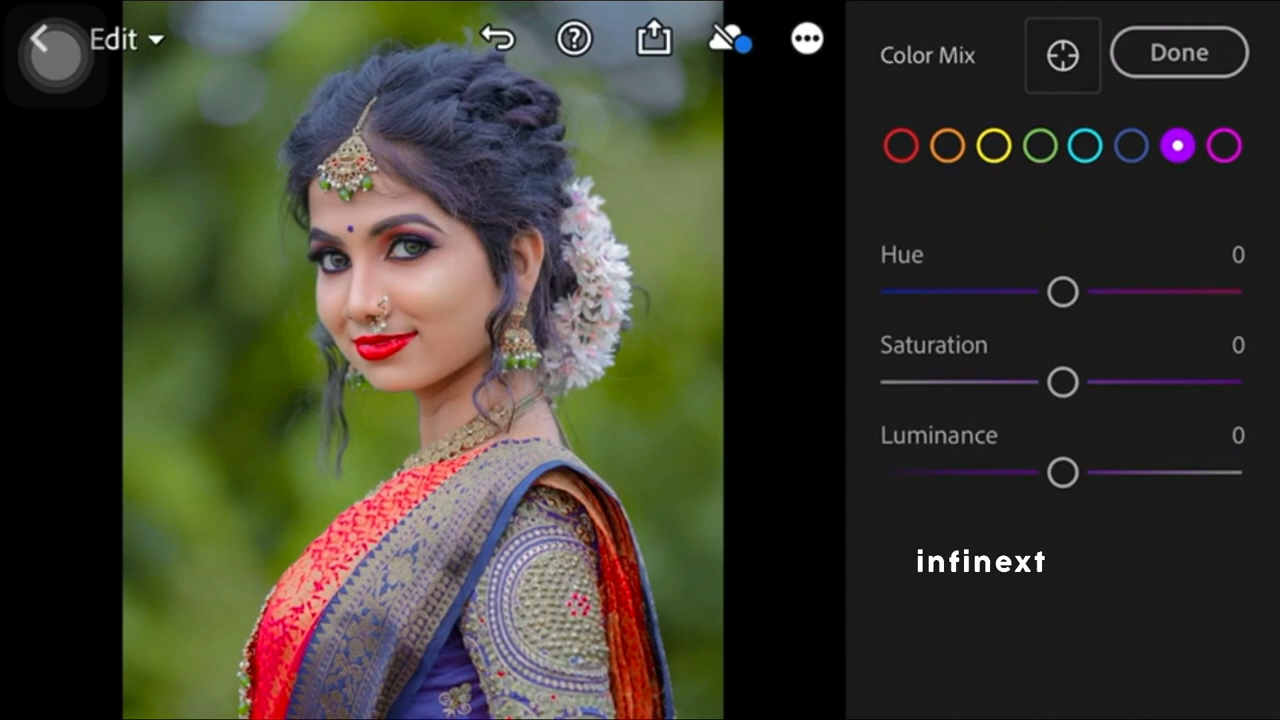 Edit
Color Mix
Done
Hue 0
Saturation 0
Luminance 0
infinext